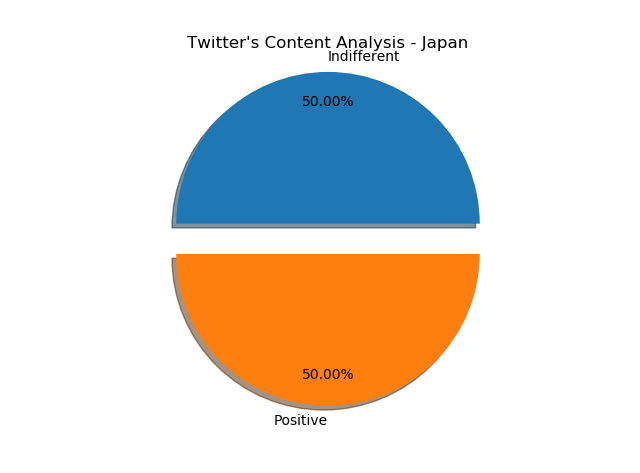 Twitter's Content Analysis - Japan
Indifferent
50.00%
50.00%
Positive